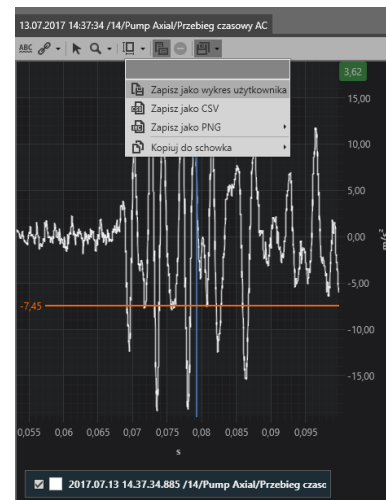 13.07.2017 14:37:34 /14/Pump Axial/Przebieg czasowy AC
ABC
3,62
Zapisz jako wykres użytkownika
Zapisz jako CSV
Zapisz jako PNG
Kopiuj do schowka
15,00
5,00
0,00
-5,00
-10,00
-15,00
m/s²
-7,45
0,055 0,06 0,065 0,07 0,075 0,08 0,085 0,09 0,095
s
2017.07.13 14.37.34.885 /14/Pump Axial/Przebieg czasc